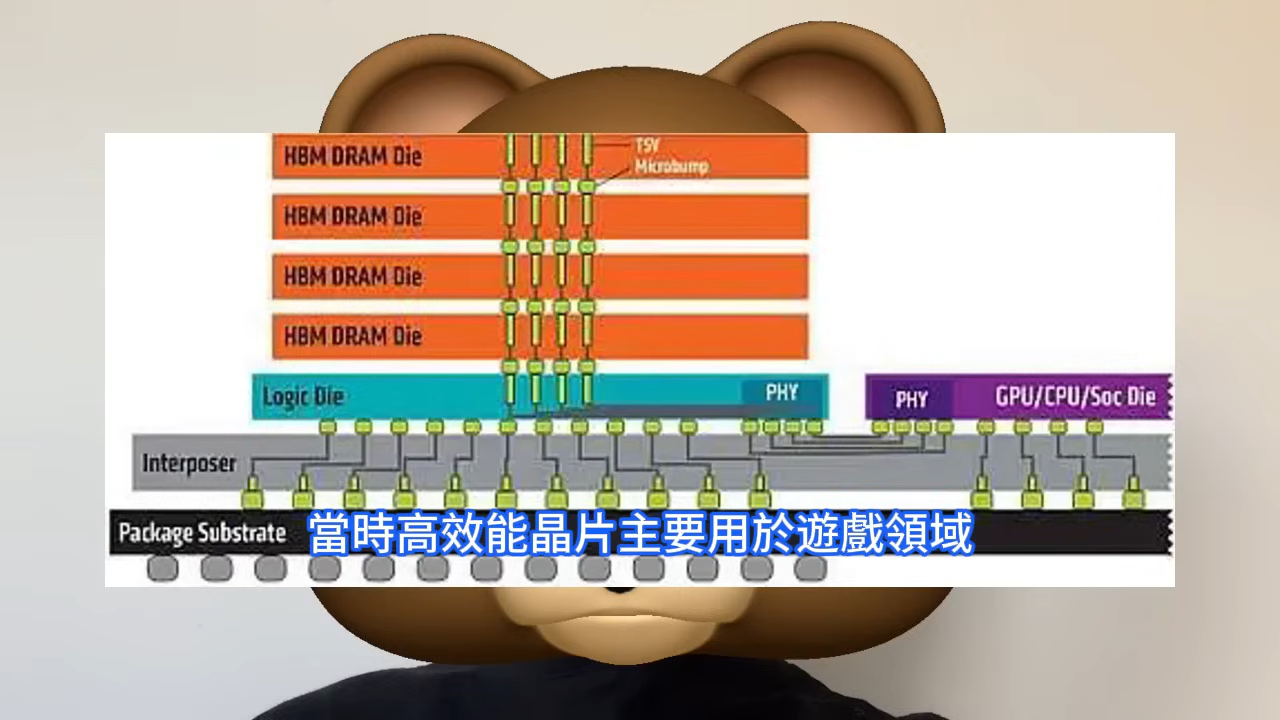 HBM DRAM Die
TSV
Microbump
HBM DRAM Die
HBM DRAM Die
HBM DRAM Die
Logic Die
PHY
PHY
GPU/CPU/Soc Die
Interposer
Package Substrate
當時高效能晶片主要用於遊戲領域